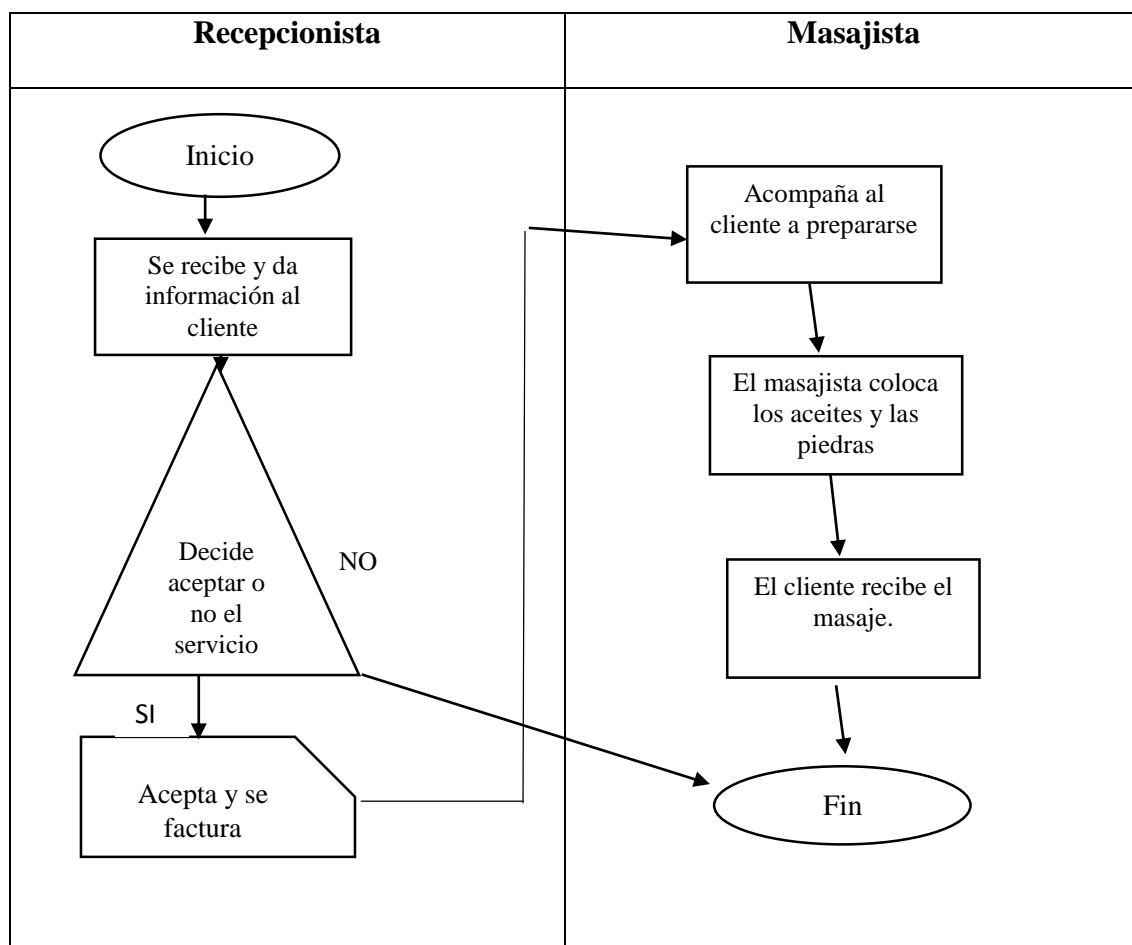 Recepcionista
Masajista
Inicio
Se recibe y da
información al
cliente
Decide
aceptar o
no el
servicio
NO
SI
Acepta y se
factura
Acompaña al
cliente a prepararse
El masajista coloca
los aceites y las
piedras
El cliente recibe el
masaje.
Fin